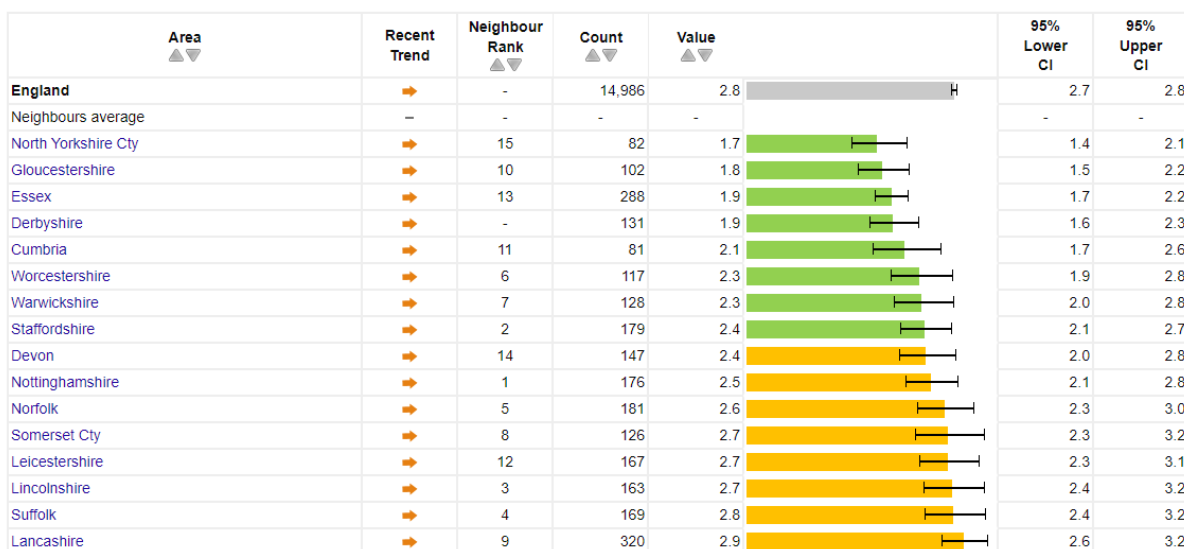 Area Recent Trend Neighbour Rank Count Value 95% Lower CI 95% Upper CI
England - 14,986 2.8 2.7 2.8
Neighbours average – - - - - -
North Yorkshire Cty 15 82 1.7 1.4 2.1
Gloucestershire 10 102 1.8 1.5 2.2
Essex 13 288 1.9 1.7 2.2
Derbyshire - 131 1.9 1.6 2.3
Cumbria 11 81 2.1 1.7 2.6
Worcestershire 6 117 2.3 1.9 2.8
Warwickshire 7 128 2.3 2.0 2.8
Staffordshire 2 179 2.4 2.1 2.7
Devon 14 147 2.4 2.0 2.8
Nottinghamshire 1 176 2.5 2.1 2.8
Norfolk 5 181 2.6 2.3 3.0
Somerset Cty 8 126 2.7 2.3 3.2
Leicestershire 12 167 2.7 2.3 3.1
Lincolnshire 3 163 2.7 2.4 3.2
Suffolk 4 169 2.8 2.4 3.2
Lancashire 9 320 2.9 2.6 3.2